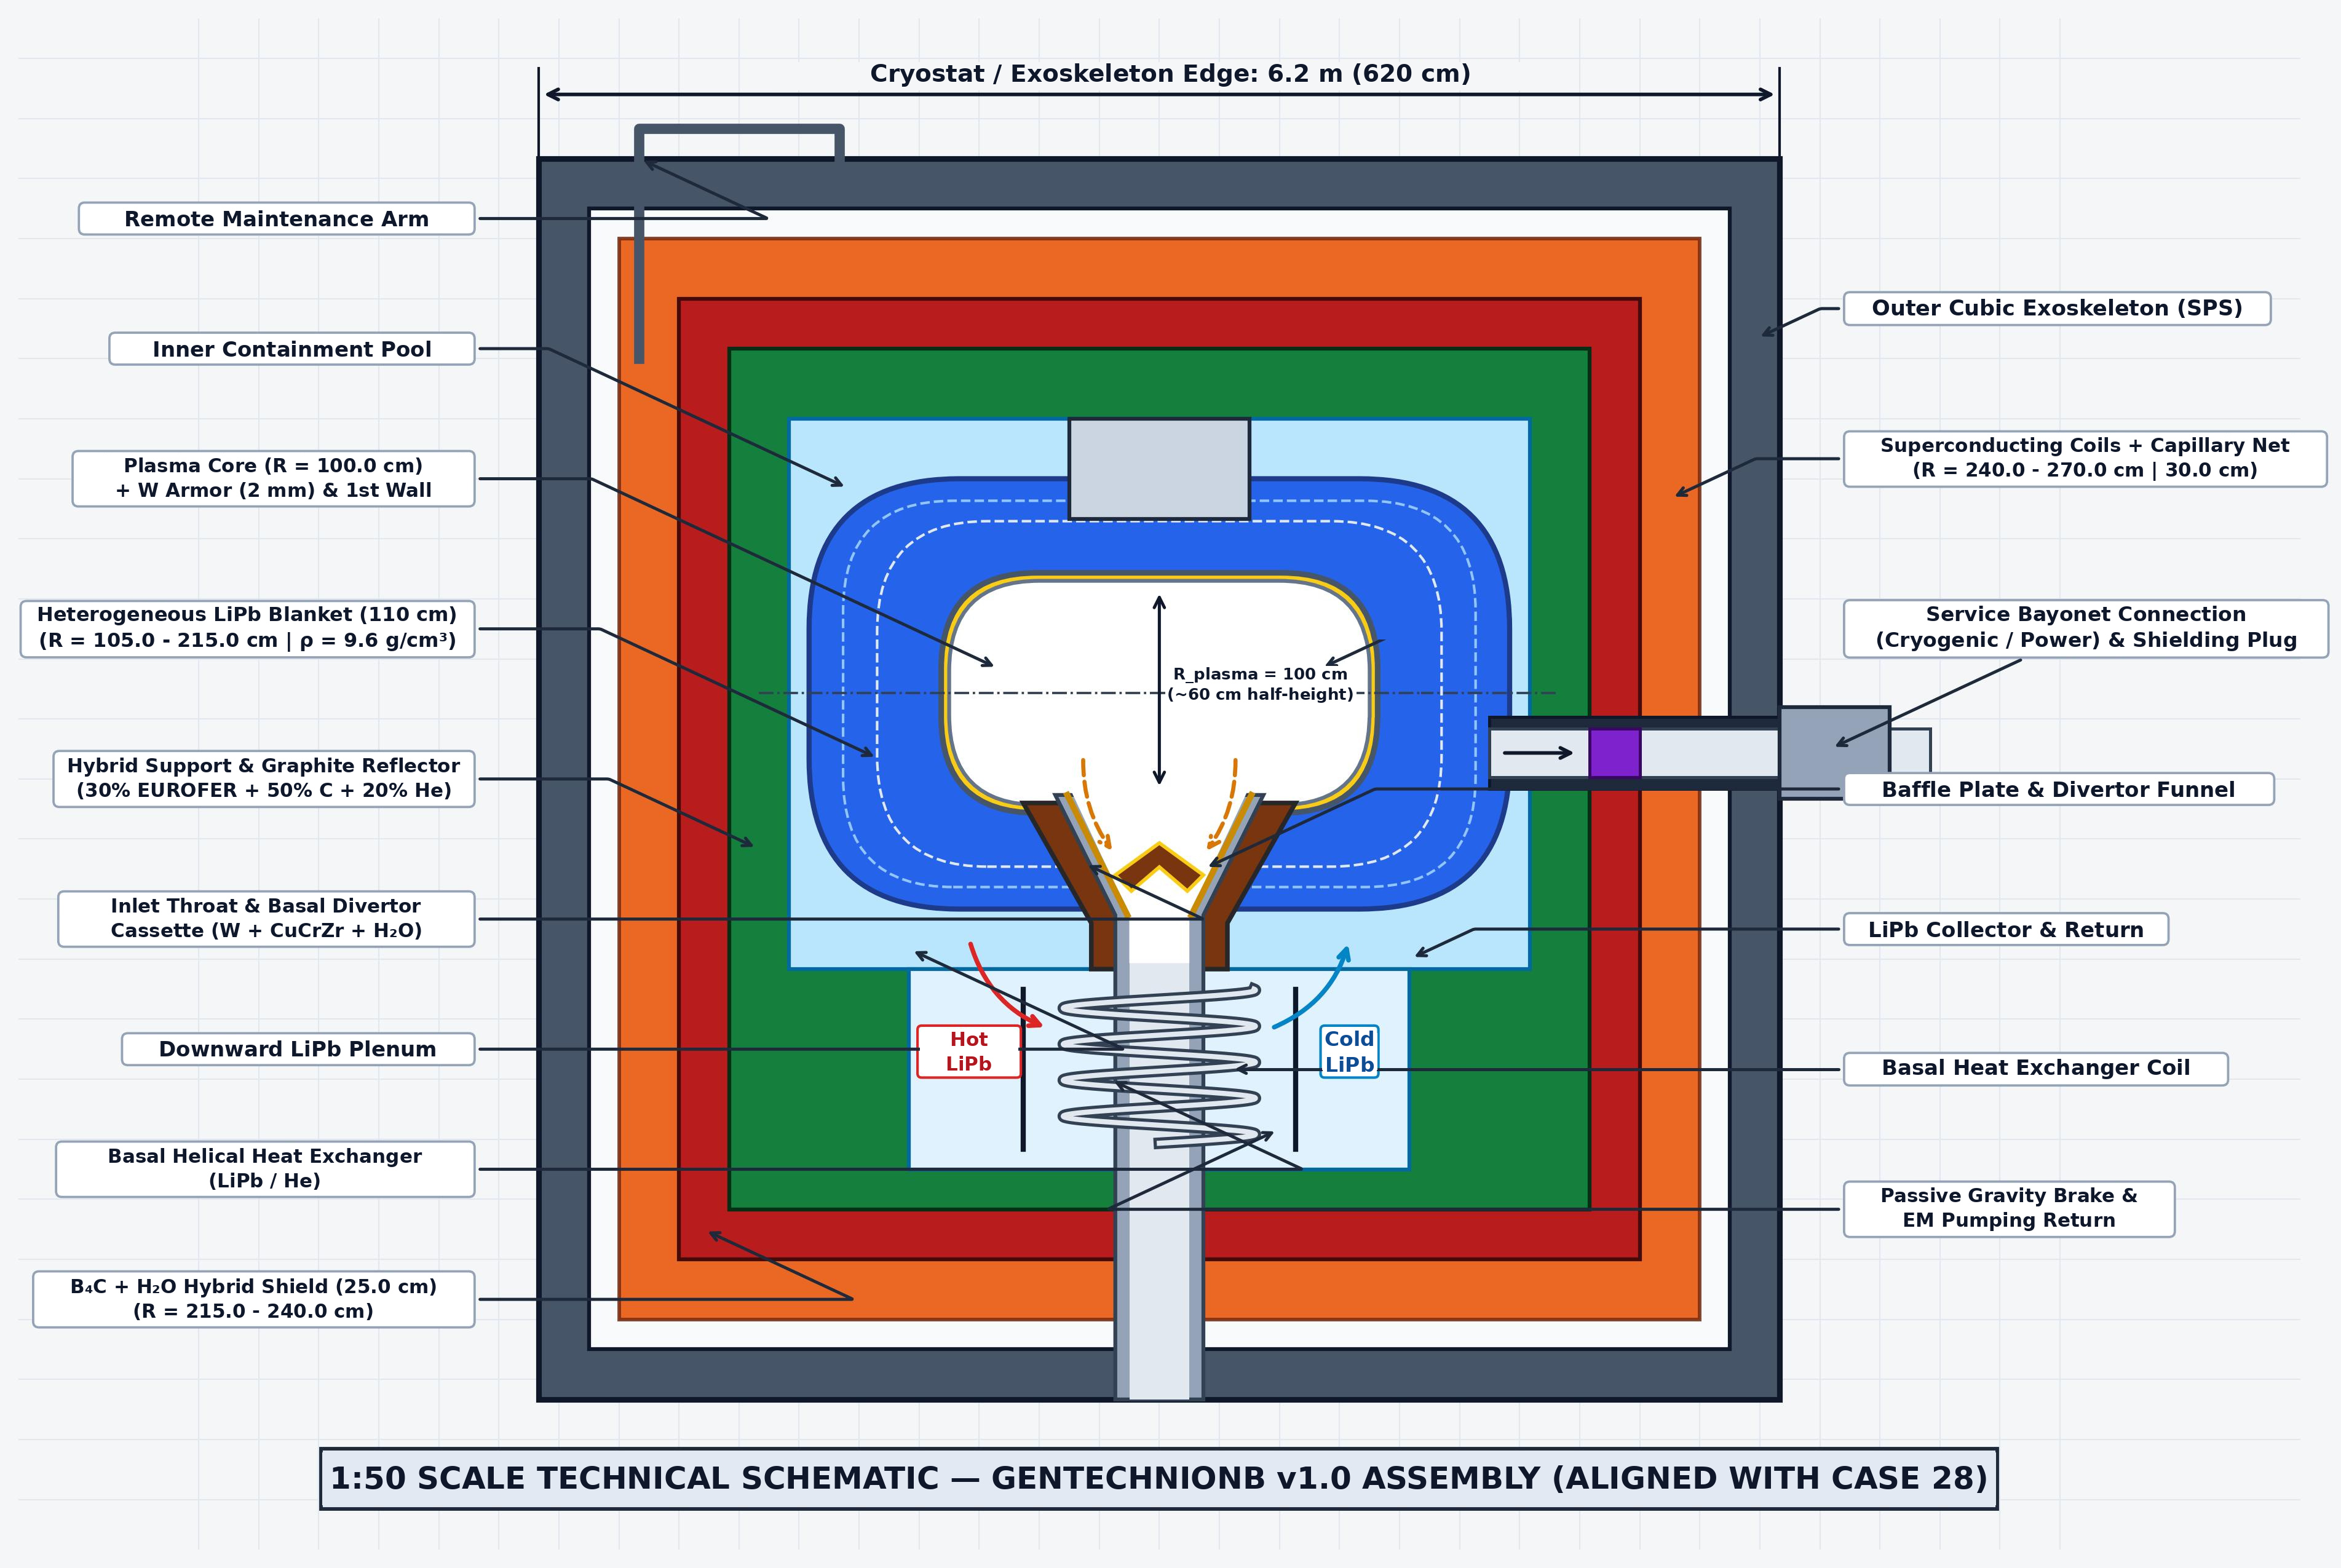 Cryostat / Exoskeleton Edge: 6.2 m (620 cm)
Remote Maintenance Arm
Inner Containment Pool
Plasma Core (R = 100.0 cm)
+ W Armor (2 mm) & 1st Wall
Heterogeneous LiPb Blanket (110 cm)
(R = 105.0 - 215.0 cm | ρ = 9.6 g/cm³)
Hybrid Support & Graphite Reflector
(30% EUROFER + 50% C + 20% He)
Inlet Throat & Basal Divertor
Cassette (W + CuCrZr + H₂O)
Downward LiPb Plenum
Basal Helical Heat Exchanger
(LiPb / He)
B₄C + H₂O Hybrid Shield (25.0 cm)
(R = 215.0 - 240.0 cm)
R_plasma = 100 cm
(~60 cm half-height)
Hot
LiPb
Cold
LiPb
Outer Cubic Exoskeleton (SPS)
Superconducting Coils + Capillary Net
(R = 240.0 - 270.0 cm | 30.0 cm)
Service Bayonet Connection
(Cryogenic / Power) & Shielding Plug
Baffle Plate & Divertor Funnel
LiPb Collector & Return
Basal Heat Exchanger Coil
Passive Gravity Brake &
EM Pumping Return
1:50 SCALE TECHNICAL SCHEMATIC — GENTECHNIONB v1.0 ASSEMBLY (ALIGNED WITH CASE 28)